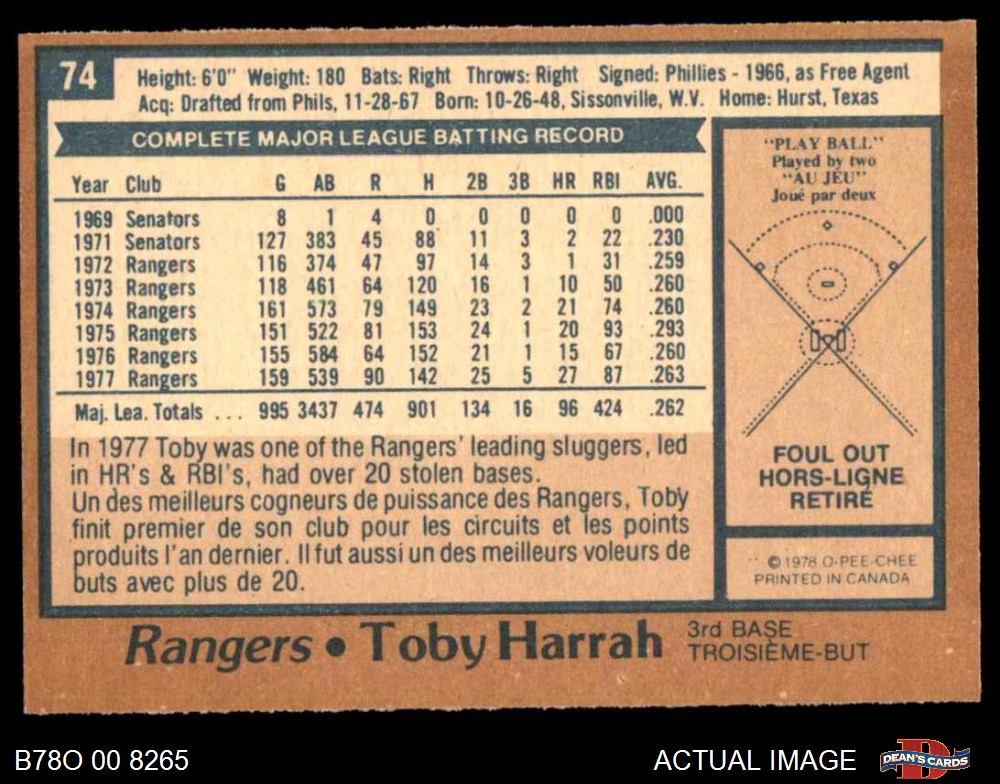 74
Height: 6'0" Weight: 180 Bats: Right Throws: Right Signed: Phillies - 1966, as Free Agent
Acq: Drafted from Phils, 11-28-67 Born: 10-26-48, Sissonville, W.V. Home: Hurst, Texas
COMPLETE MAJOR LEAGUE BATTING RECORD
Year Club G AB R H 2B 3B HR RBI AVG.
1969 Senators 8 1 4 0 0 0 0 0 .000
1971 Senators 127 383 45 88 11 3 2 22 .230
1972 Rangers 116 374 47 97 14 3 1 31 .259
1973 Rangers 118 461 64 120 16 1 10 50 .260
1974 Rangers 161 573 79 149 23 2 21 74 .260
1975 Rangers 151 522 81 153 24 1 20 93 .293
1976 Rangers 155 584 64 152 21 1 15 67 .260
1977 Rangers 159 539 90 142 25 5 27 87 .263
Maj. Lea. Totals ... 995 3437 474 901 134 16 96 424 .262
In 1977 Toby was one of the Rangers' leading sluggers, led
in HR's & RBI's, had over 20 stolen bases.
Un des meilleurs cogneurs de puissance des Rangers, Toby
finit premier de son club pour les circuits et les points
produits l'an dernier. Il fut aussi un des meilleurs voleurs de
buts avec plus de 20.
"PLAY BALL"
Played by two
"AU JEU"
Joué par deux
FOUL OUT
HORS-LIGNE
RETIRÉ
© 1978 O-PEE-CHEE
PRINTED IN CANADA
Rangers • Toby Harrah
3rd BASE
TROISIÈME-BUT
B78O 00 8265
ACTUAL IMAGE
D
DEAN'S CARDS